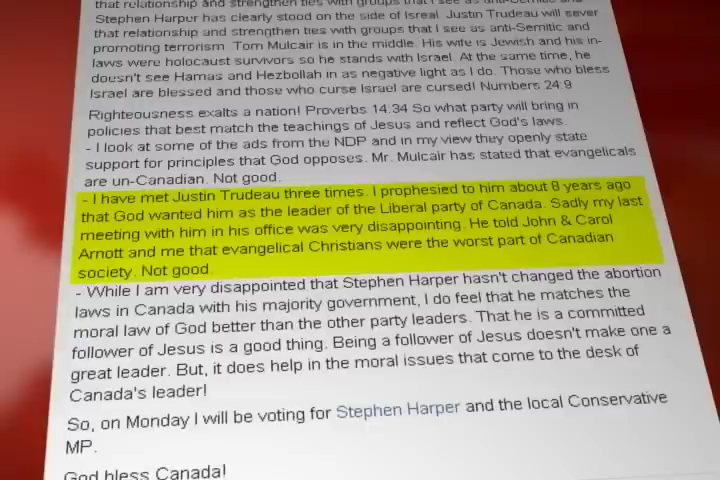 that relationship and strengthen ties with groups that I see as anti-Semitic and
Stephen Harper has clearly stood on the side of Isreal. Justin Trudeau will sever
that relationship and strengthen ties with groups that I see as anti-Semitic and
promoting terrorism. Tom Mulcair is in the middle. His wife is Jewish and his in-
laws were holocaust survivors so he stands with Israel. At the same time, he
doesn't see Hamas and Hezbollah in as negative light as I do. Those who bless
Israel are blessed and those who curse Israel are cursed! Numbers 24:9
Righteousness exalts a nation! Proverbs 14:34 So what party will bring in
policies that best match the teachings of Jesus and reflect God's laws.
- I look at some of the ads from the NDP and in my view they openly state
support for principles that God opposes. Mr. Mulcair has stated that evangelicals
are un-Canadian. Not good.
- I have met Justin Trudeau three times. I prophesied to him about 8 years ago
that God wanted him as the leader of the Liberal party of Canada. Sadly my last
meeting with him in his office was very disappointing. He told John & Carol
Arnott and me that evangelical Christians were the worst part of Canadian
society. Not good.
- While I am very disappointed that Stephen Harper hasn't changed the abortion
laws in Canada with his majority government, I do feel that he matches the
moral law of God better than the other party leaders. That he is a committed
follower of Jesus is a good thing. Being a follower of Jesus doesn't make one a
great leader. But, it does help in the moral issues that come to the desk of
Canada's leader!
So, on Monday I will be voting for Stephen Harper and the local Conservative
MP.
God bless Canada!